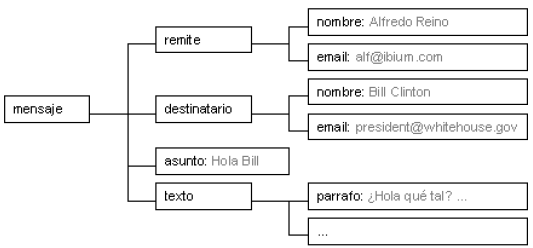 mensaje
remite
nombre: Alfredo Reino
email: alf@ibium.com
destinatario
nombre: Bill Clinton
email: president@whitehouse.gov
asunto: Hola Bill
texto
parrafo: ¿Hola qué tal? ...
...